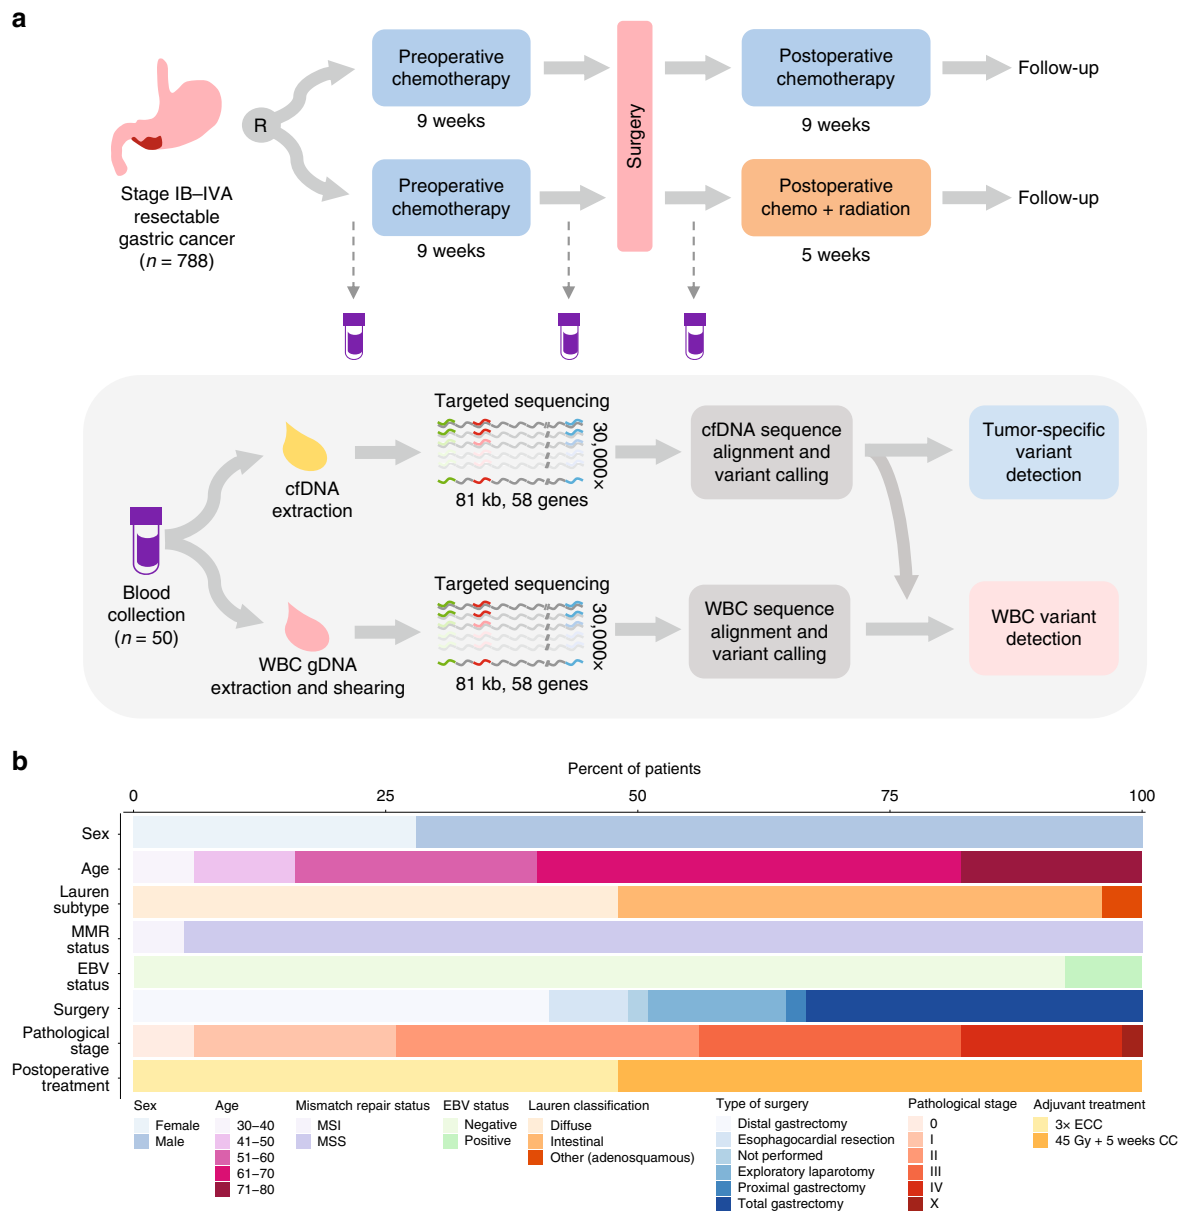 a
Preoperative
chemotherapy
9 weeks
Surgery
Postoperative
chemotherapy
9 weeks
Follow-up
R
Stage IB–IVA
resectable
gastric cancer
(n = 788)
Preoperative
chemotherapy
9 weeks
Postoperative
chemo + radiation
5 weeks
Follow-up
Blood
collection
(n = 50)
cfDNA
extraction
Targeted sequencing
30,000×
81 kb, 58 genes
cfDNA sequence
alignment and
variant calling
Tumor-specific
variant
detection
WBC gDNA
extraction and shearing
Targeted sequencing
30,000×
81 kb, 58 genes
WBC sequence
alignment and
variant calling
WBC variant
detection
b
Percent of patients
0 25 50 75 100
Sex
Age
Lauren
subtype
MMR
status
EBV
status
Surgery
Pathological
stage
Postoperative
treatment
Sex
Female
Male
Age
30–40
41–50
51–60
61–70
71–80
Mismatch repair status
MSI
MSS
EBV status
Negative
Positive
Lauren classification
Diffuse
Intestinal
Other (adenosquamous)
Type of surgery
Distal gastrectomy
Esophagocardial resection
Not performed
Exploratory laparotomy
Proximal gastrectomy
Total gastrectomy
Pathological stage
0
I
II
III
IV
X
Adjuvant treatment
3× ECC
45 Gy + 5 weeks CC